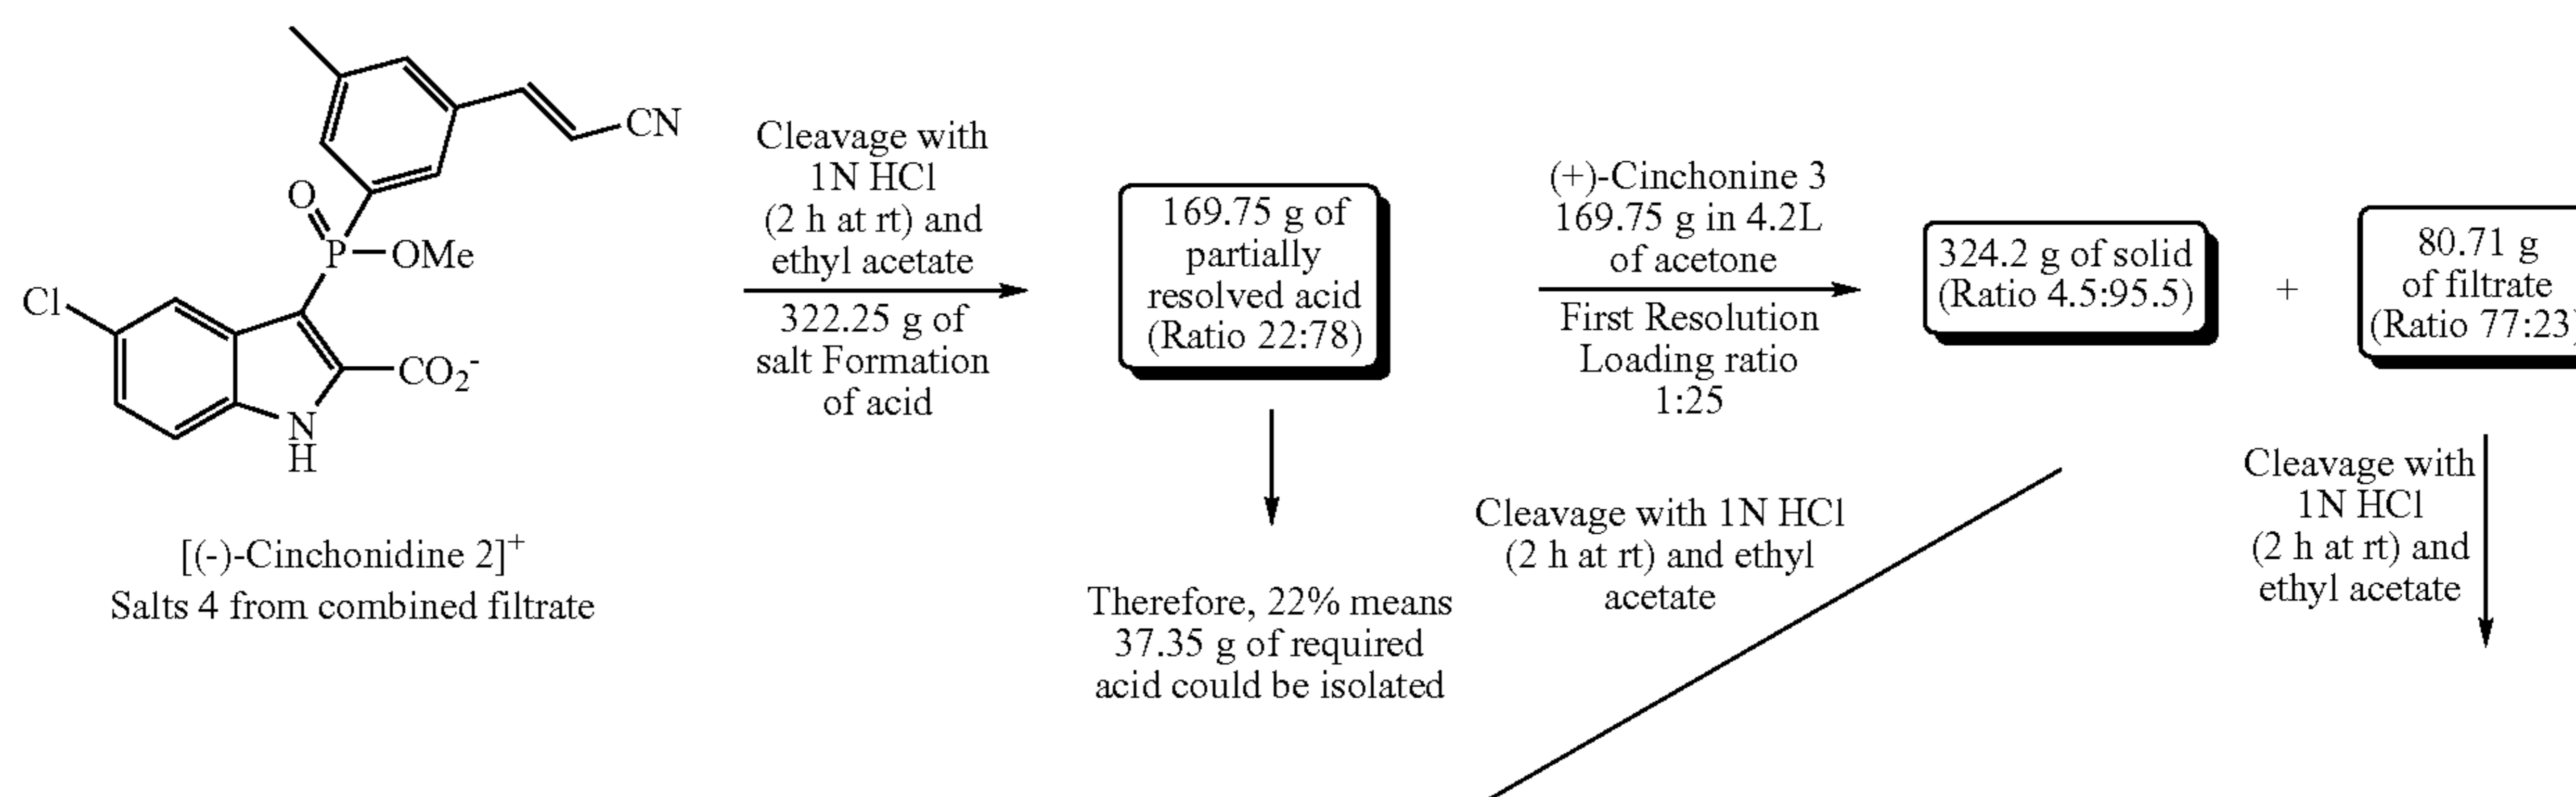 CN
O
P
OMe
Cl
CO2-
N
H
[(-)-Cinchonidine 2]+
Salts 4 from combined filtrate
Cleavage with
1N HCl
(2 h at rt) and
ethyl acetate
322.25 g of
salt Formation
of acid
169.75 g of
partially
resolved acid
(Ratio 22:78)
Therefore, 22% means
37.35 g of required
acid could be isolated
(+)-Cinchonine 3
169.75 g in 4.2L
of acetone
First Resolution
Loading ratio
1:25
324.2 g of solid
(Ratio 4.5:95.5)
+
80.71 g
of filtrate
(Ratio 77:23)
Cleavage with 1N HCl
(2 h at rt) and ethyl
acetate
Cleavage with
1N HCl
(2 h at rt) and
ethyl acetate